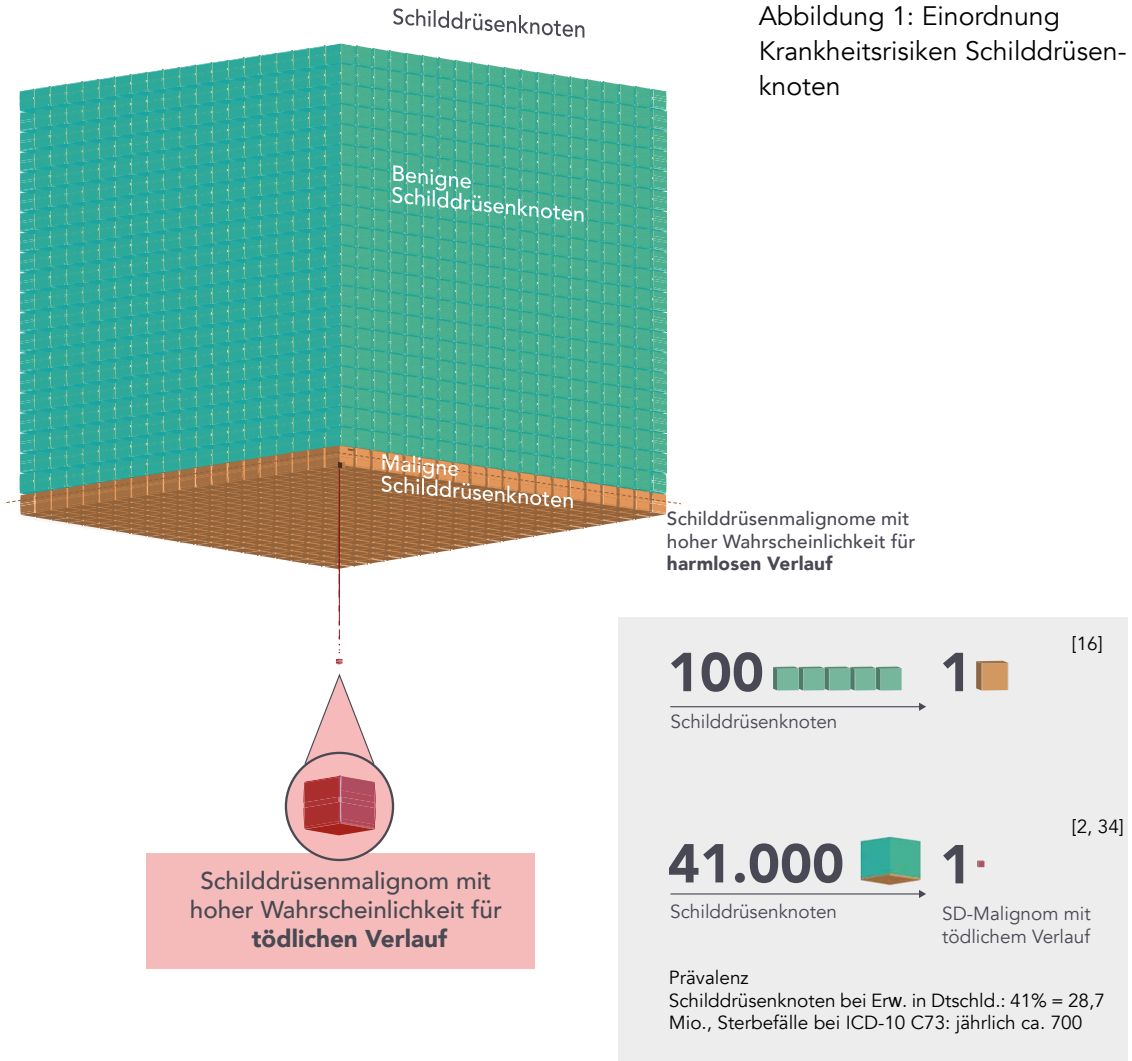 Schilddrüsenknoten
Abbildung 1: Einordnung
Krankheitsrisiken Schilddrüsen-
knoten
Benigne
Schilddrüsenknoten
Maligne
Schilddrüsenknoten
Schilddrüsenmalignome mit
hoher Wahrscheinlichkeit für
harmlosen Verlauf
Schilddrüsenmalignom mit
hoher Wahrscheinlichkeit für
tödlichen Verlauf
[16]
100 1
Schilddrüsenknoten
[2, 34]
41.000 1
Schilddrüsenknoten
SD-Malignom mit
tödlichem Verlauf
Prävalenz
Schilddrüsenknoten bei Erw. in Dtschld.: 41% = 28,7
Mio., Sterbefälle bei ICD-10 C73: jährlich ca. 700